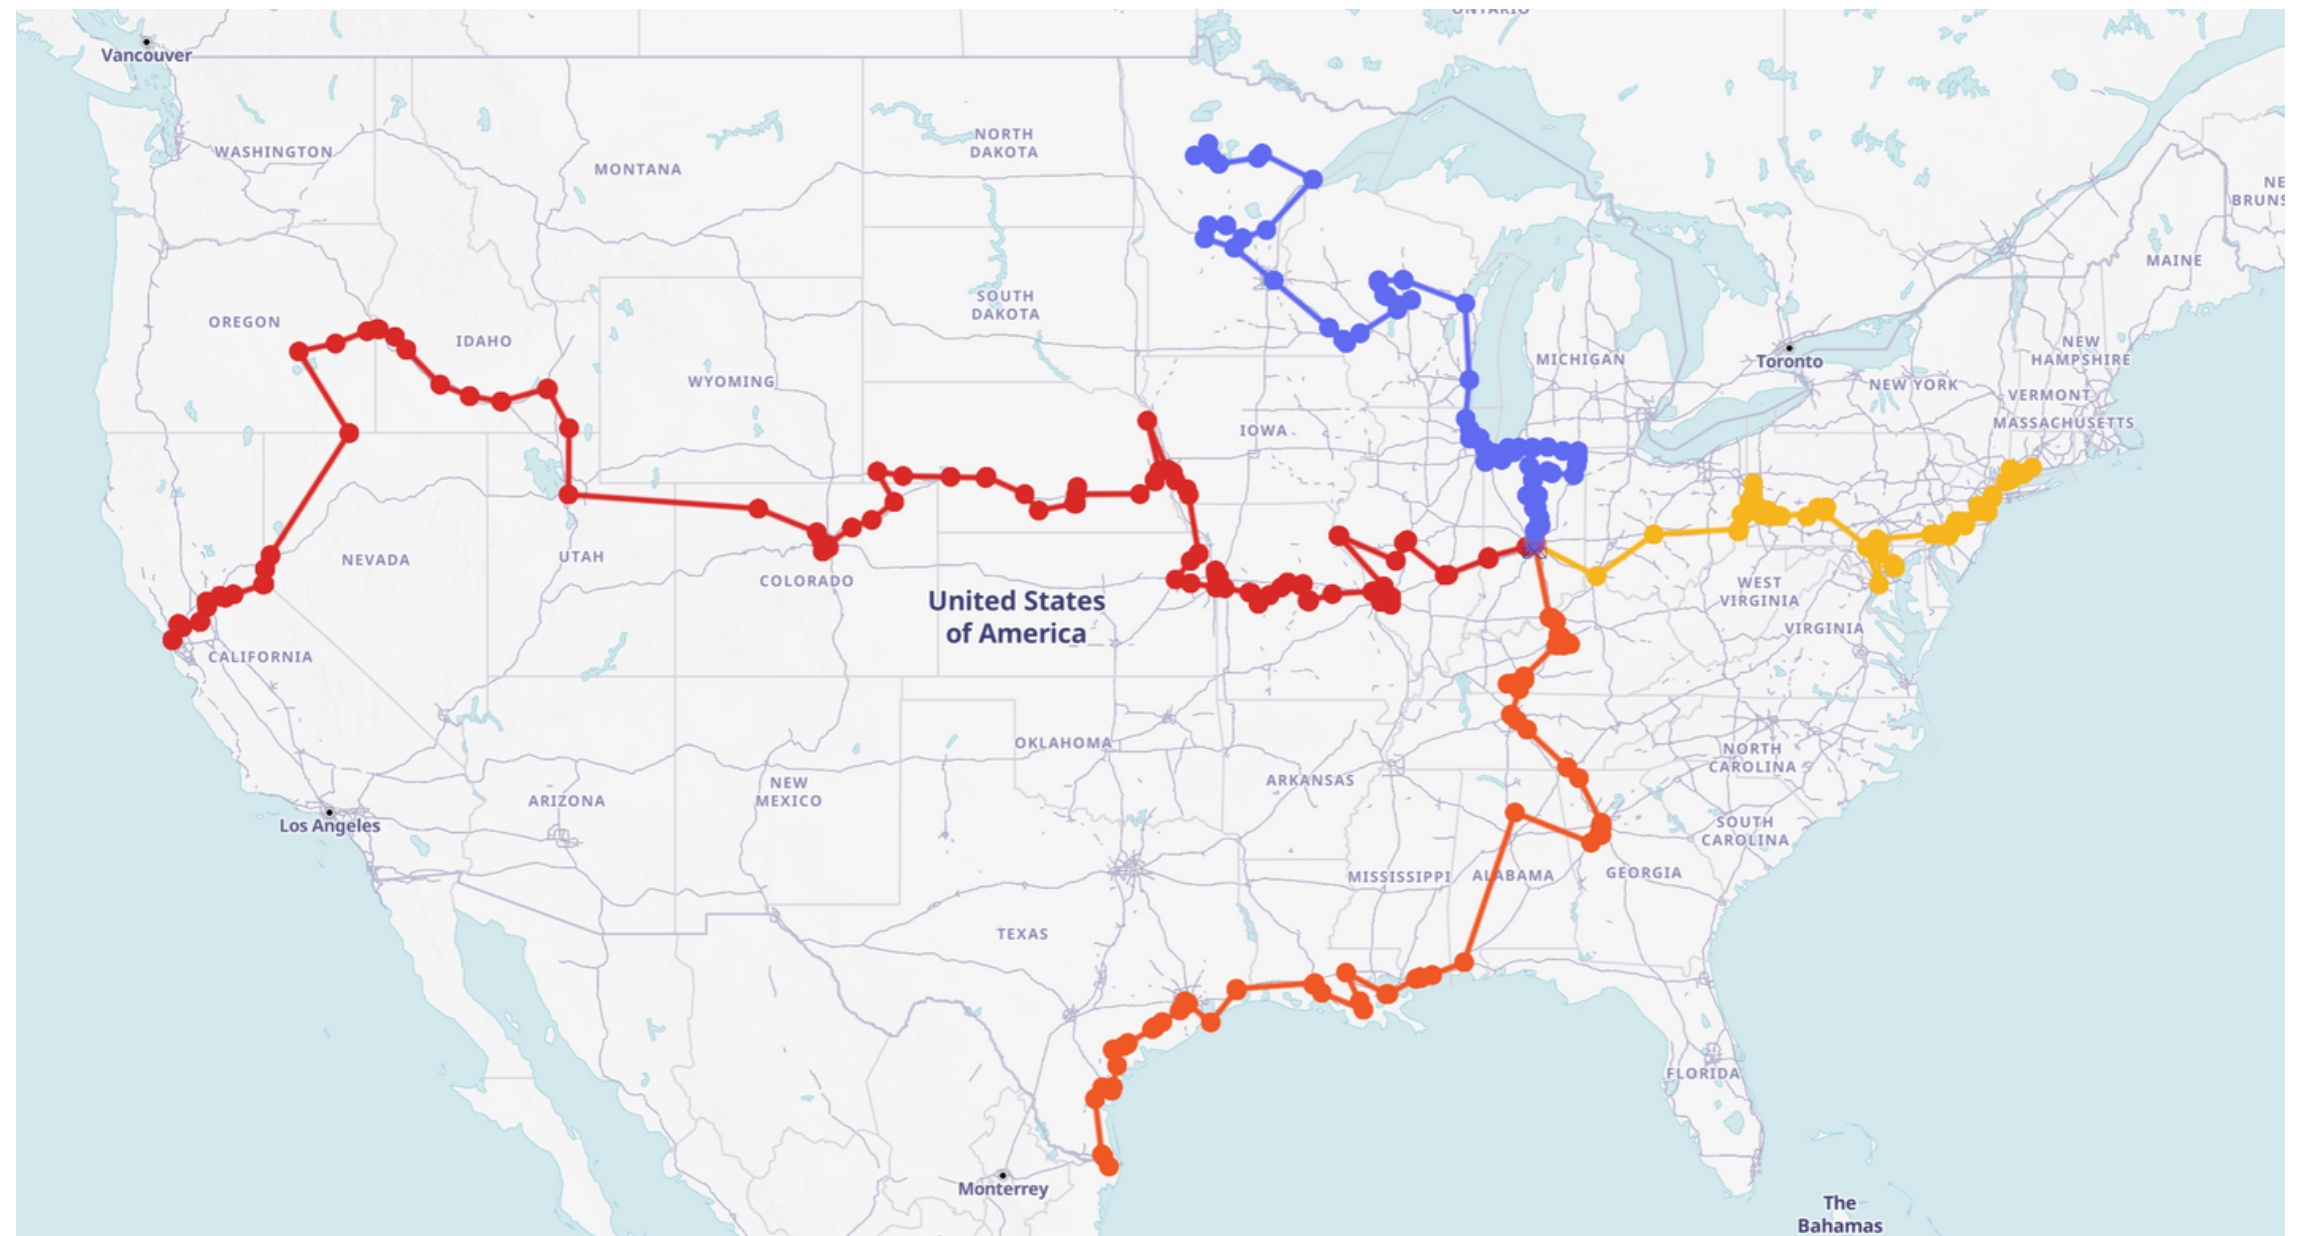 ONTARIO
Vancouver
WASHINGTON
MONTANA
NORTH
DAKOTA
NE
BRUNS
MAINE
OREGON
IDAHO
SOUTH
DAKOTA
WYOMING
MICHIGAN
Toronto
NEW
HAMPSHIRE
NEW YORK
VERMONT
MASSACHUSETTS
IOWA
NEVADA
UTAH
COLORADO
United States
of America
WEST
VIRGINIA
VIRGINIA
CALIFORNIA
OKLAHOMA
ARKANSAS
NORTH
CAROLINA
NEW
MEXICO
ARIZONA
Los Angeles
SOUTH
CAROLINA
MISSISSIPPI
ALABAMA
GEORGIA
TEXAS
FLORIDA
Monterrey
The
Bahamas